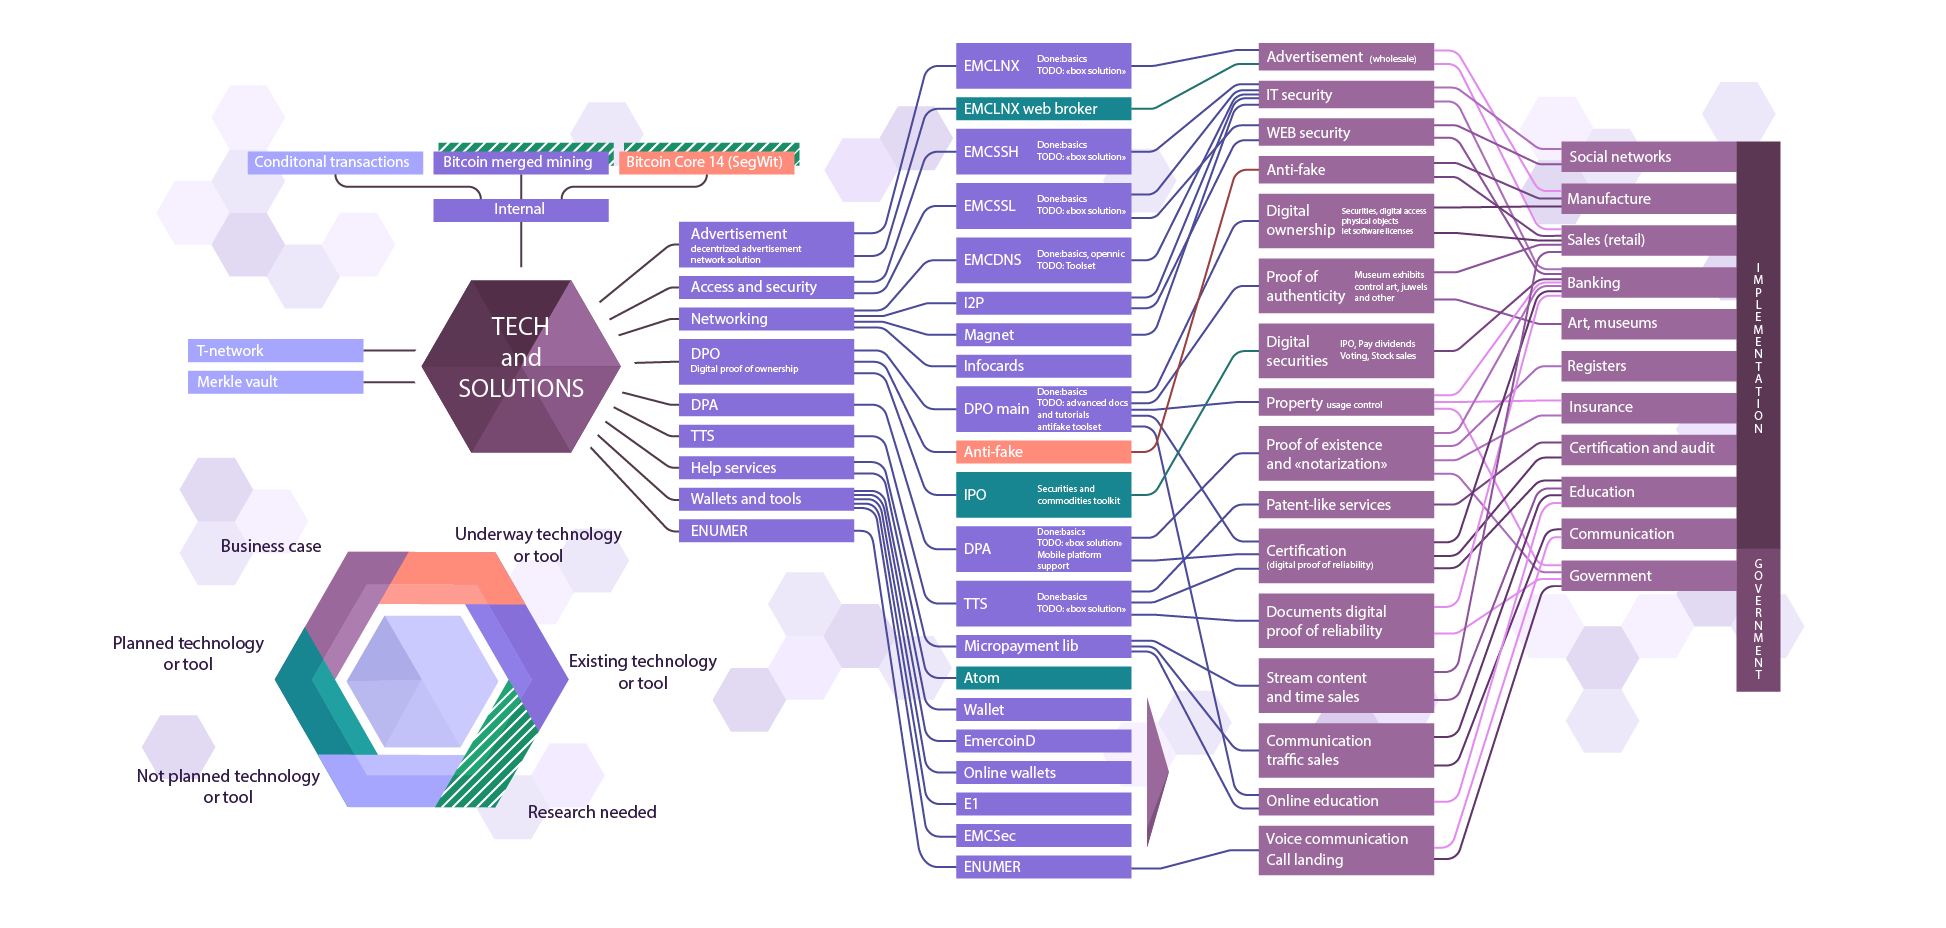 Conditonal transactions
Bitcoin merged mining
Bitcoin Core 14 (SegWit)
Internal
TECH
and
SOLUTIONS
T-network
Merkle vault
Advertisement
decentrized advertisement
network solution
Access and security
Networking
DPO
Digital proof of ownership
DPA
TTS
Help services
Wallets and tools
ENUMER
EMCLNX
Done:basics
TODO: «box solution»
EMCLNX web broker
EMCSSH
Done:basics
TODO: «box solution»
EMCSSL
Done:basics
TODO: «box solution»
EMCDNS
Done:basics, opennic
TODO: Toolset
I2P
Magnet
Infocards
DPO main
Done:basics
TODO: advanced docs
and tutorials
antifake toolset
Anti-fake
IPO
Securities and
commodities toolkit
DPA
Done:basics
TODO: «box solution»
Mobile platform
support
TTS
Done:basics
TODO: «box solution»
Micropayment lib
Atom
Wallet
EmercoinD
Online wallets
E1
EMCSec
ENUMER
Advertisement (wholesale)
IT security
WEB security
Anti-fake
Digital
ownership
Securities, digital access
physical objects
let software licenses
Proof of
authenticity
Museum exhibits
control art, juwels
and other
Digital
securities
IPO, Pay dividends
Voting, Stock sales
Property usage control
Proof of existence
and «notarization»
Patent-like services
Certification
(digital proof of reliability)
Documents digital
proof of reliability
Stream content
and time sales
Communication
traffic sales
Online education
Voice communication
Call landing
Social networks
Manufacture
Sales (retail)
Banking
Art, museums
Registers
Insurance
Certification and audit
Education
Communication
Government
IMPLEMENTATION
GOVERNMENT
Business case
Underway technology
or tool
Planned technology
or tool
Existing technology
or tool
Not planned technology
or tool
Research needed